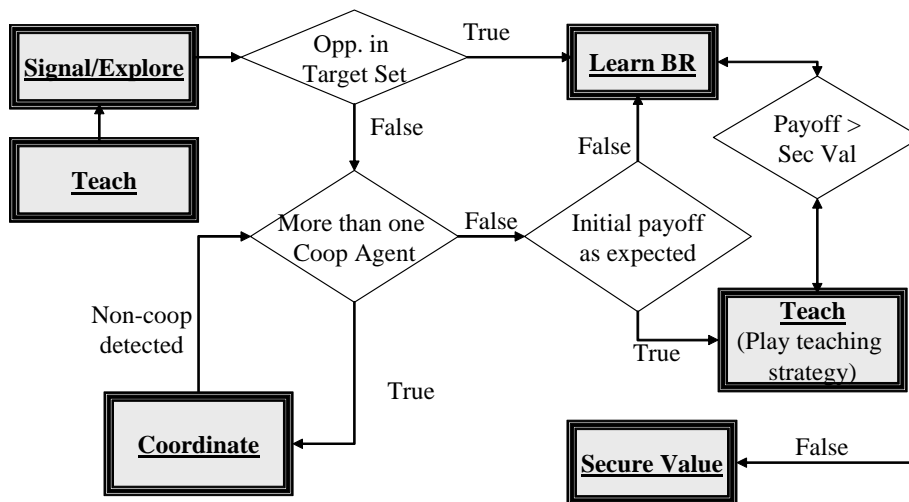 Signal/Explore
Opp. in
Target Set
True
Learn BR
False
Payoff >
Sec Val
Teach
False
More than one
Coop Agent
False
Initial payoff
as expected
Non-coop
detected
Teach
(Play teaching
strategy)
True
True
Coordinate
Secure Value
False